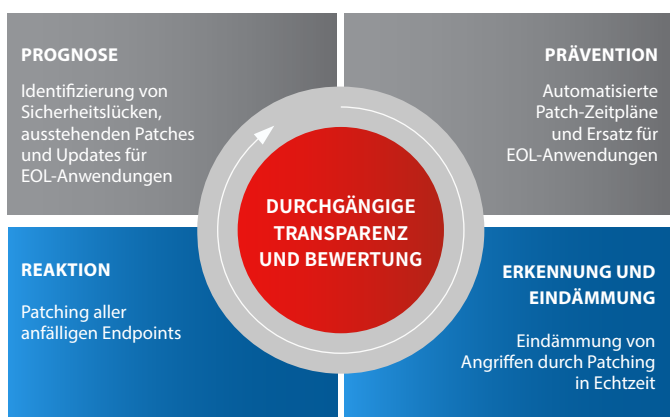 PROGNOSE
Identifizierung von
Sicherheitslücken,
ausstehenden Patches
und Updates für
EOL-Anwendungen
PRÄVENTION
Automatisierte
Patch-Zeitpläne
und Ersatz für
EOL-Anwendungen
DURCHGÄNGIGE
TRANSPARENZ
UND BEWERTUNG
REAKTION
Patching aller
anfälligen Endpoints
ERKENNUNG UND
EINDÄMMUNG
Eindämmung von
Angriffen durch Patching
in Echtzeit